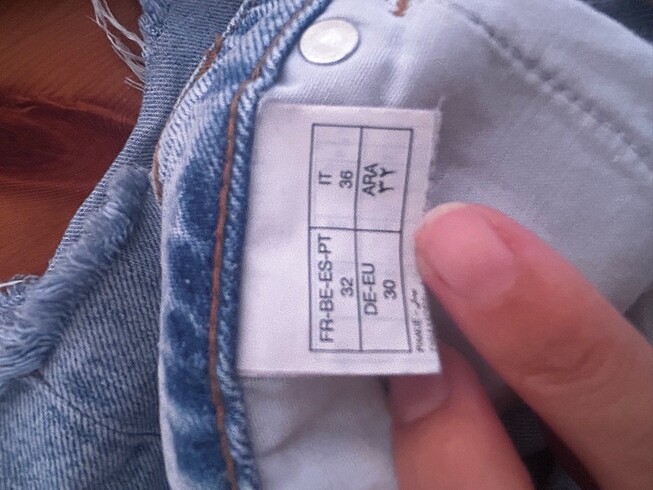 FR-BE-ES-PT
32
IT
36
DE-EU
30
ARA
٣٢